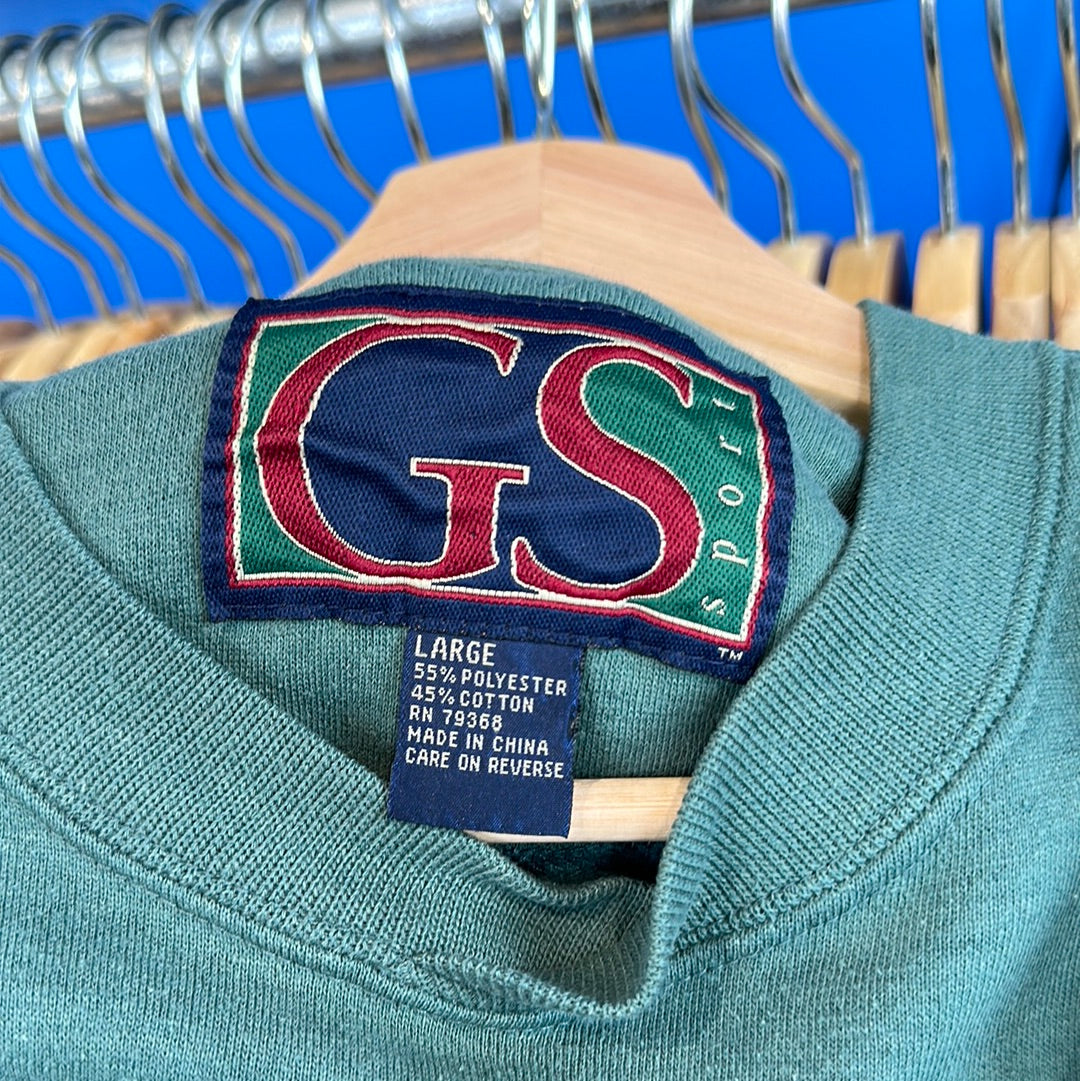 GS
sport
TM
LARGE
55% POLYESTER
45% COTTON
RN 79368
MADE IN CHINA
CARE ON REVERSE